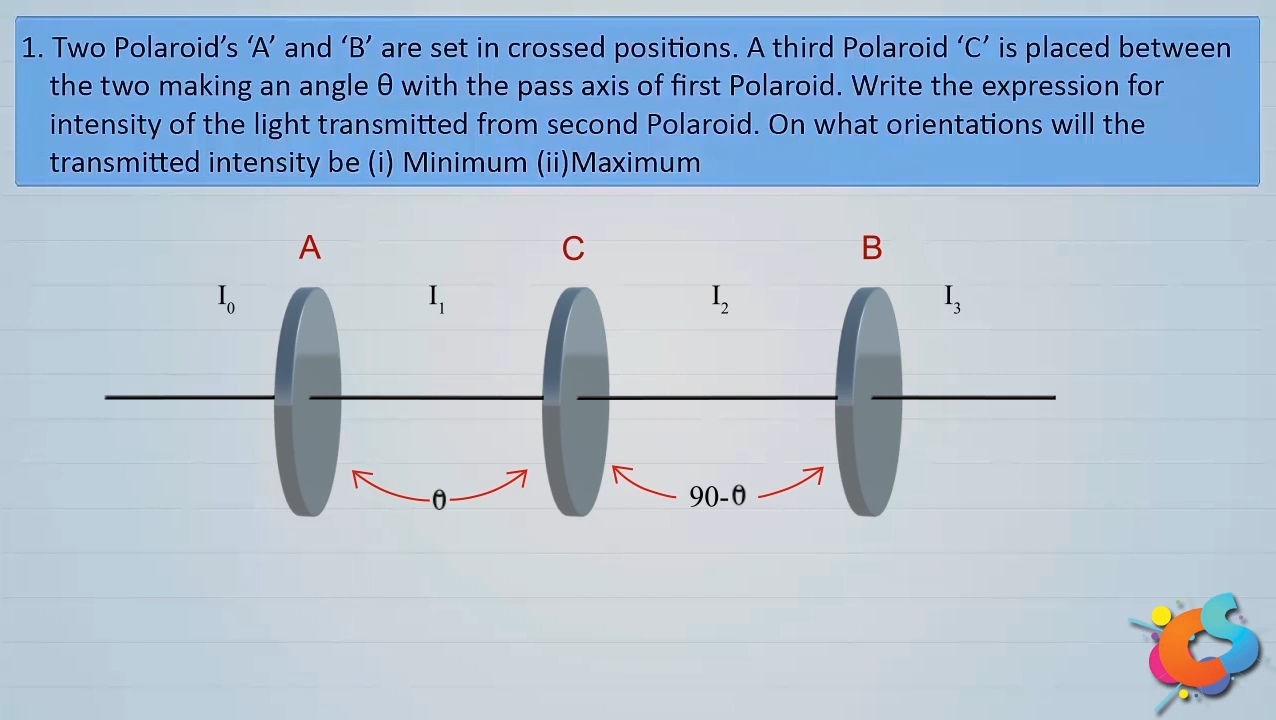 1. Two Polaroid's ‘A’ and ‘B’ are set in crossed positions. A third Polaroid ‘C’ is placed between
the two making an angle θ with the pass axis of first Polaroid. Write the expression for
intensity of the light transmitted from second Polaroid. On what orientations will the
transmitted intensity be (i) Minimum (ii)Maximum
A C B
I₀ I₁ I₂ I₃
θ 90-θ
CS